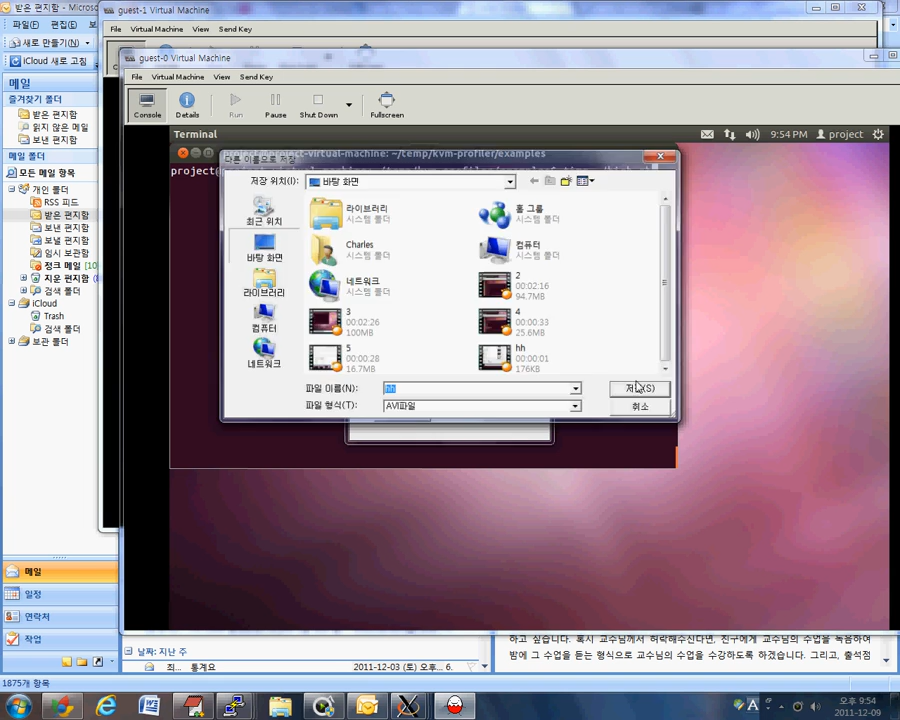 받은 편지함 - Microso
guest-1 Virtual Machine
파일(F) 편집(E) 보
File Virtual Machine View Send Key
새로 만들기(N)
guest-0 Virtual Machine
iCloud 새로 고침
File Virtual Machine View Send Key
메일
즐겨찾기 폴더
받은 편지함
읽지 않은 메일
보낸 편지함
메일 폴더
모든 메일 항목
개인 폴더
RSS 피드
받은 편지함
보낸 편지함
보낼 편지함
임시 보관함
정크 메일 [10
지운 편지함
검색 폴더
iCloud
Trash
검색 폴더
보관 폴더
Console Details Run Pause Shut Down Fullscreen
Terminal 9:54 PM project
project-virtual-machine: ~/temp/kvm-profiler/examples
project@
다른 이름으로 저장
저장 위치(I): 바탕 화면
최근 위치
바탕 화면
라이브러리
컴퓨터
네트워크
라이브러리
시스템 폴더
홈 그룹
시스템 폴더
Charles
시스템 폴더
컴퓨터
시스템 폴더
네트워크
시스템 폴더
2
00:02:16
94.7MB
3
00:02:26
100MB
4
00:00:33
25.6MB
5
00:00:28
16.7MB
hh
00:00:01
176KB
파일 이름(N): hh
파일 형식(T): AVI파일
취소
메일
일정
연락처
작업
날짜: 지난 주
죄... 통계요 2011-12-03 (토) 오후... 6.
하고 싶습니다. 혹시 교수님께서 허락해주신다면, 친구에게 교수님의 수업을 녹음하여
밤에 그 수업을 듣는 형식으로 교수님의 수업을 수강하도록 하겠습니다. 그리고, 출석점
1875개 항목
오후 9:54
2011-12-09